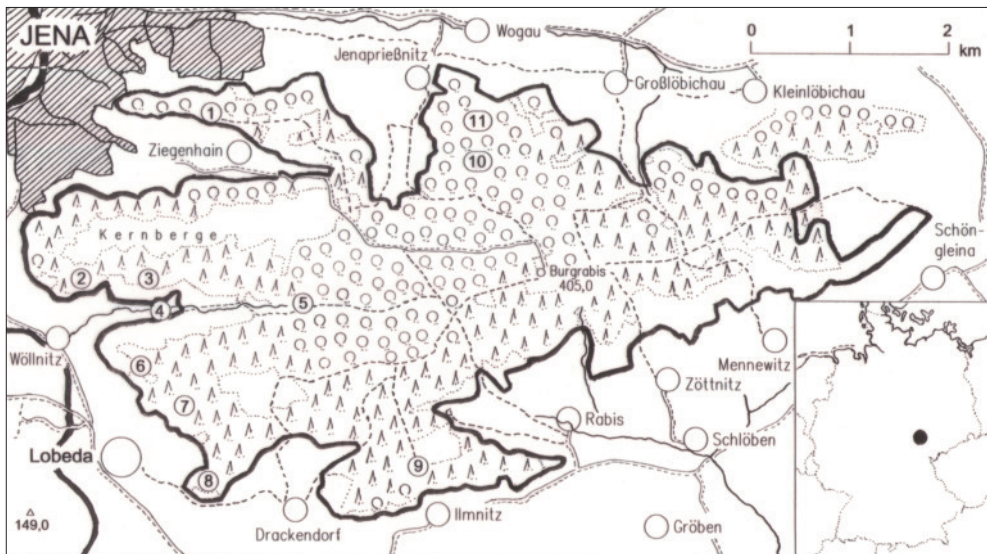 JENA
Wogau
0 1 2
km
Jenaprießnitz
Großlöbichau
Kleinlöbichau
1
11
Ziegenhain
10
Kernberge
Schön-
gleina
2
3
Burgrabis
405,0
4
5
Wöllnitz
6
Mennewitz
Zöttnitz
7
Rabis
Schlöben
Lobeda
8
9
149,0
Drackendorf
Ilmnitz
Gröben